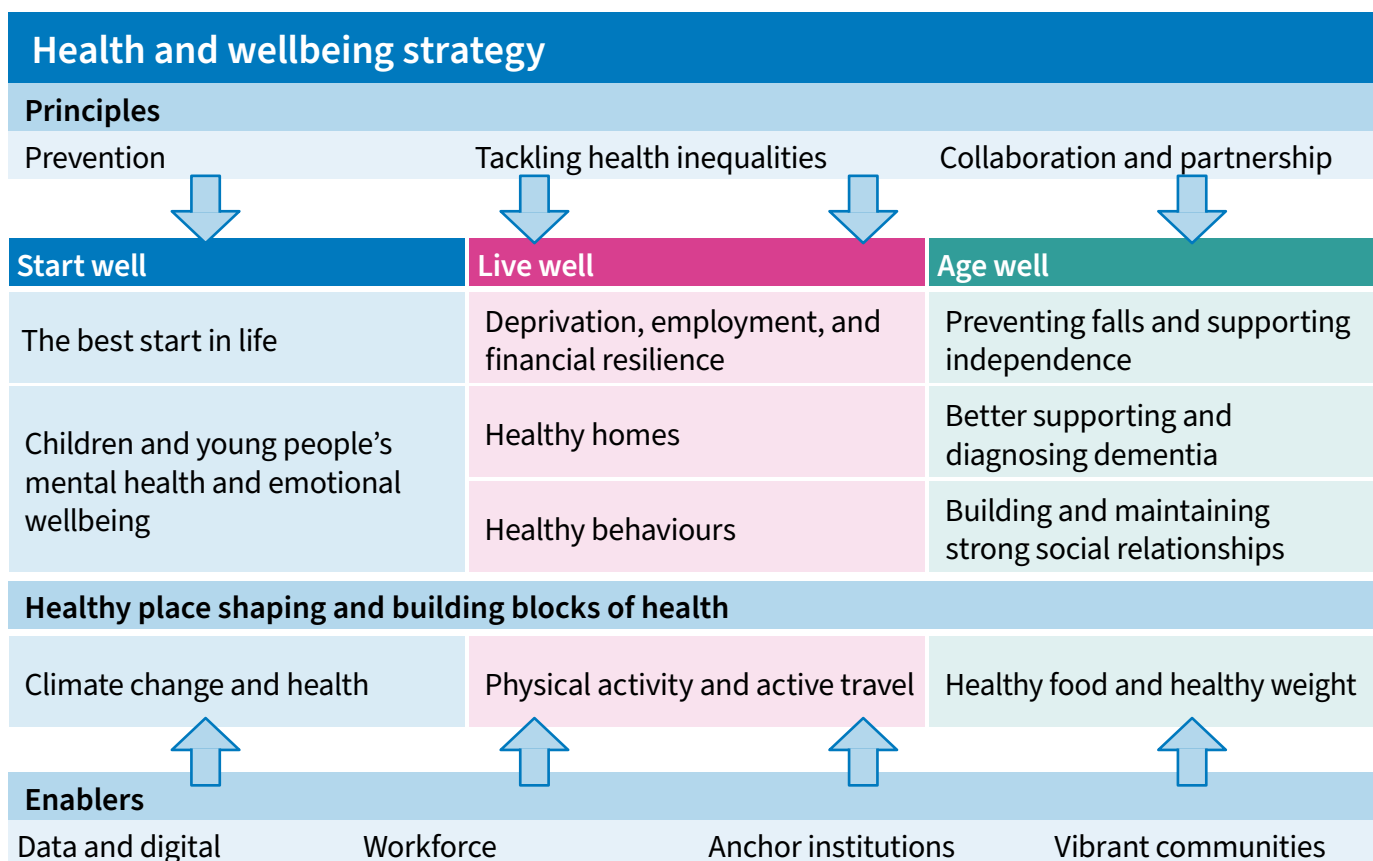 Health and wellbeing strategy
Principles
Prevention
Tackling health inequalities
Collaboration and partnership
Start well
Live well
Age well
The best start in life
Deprivation, employment, and
financial resilience
Preventing falls and supporting
independence
Children and young people’s
mental health and emotional
wellbeing
Healthy homes
Better supporting and
diagnosing dementia
Healthy behaviours
Building and maintaining
strong social relationships
Healthy place shaping and building blocks of health
Climate change and health
Physical activity and active travel
Healthy food and healthy weight
Enablers
Data and digital
Workforce
Anchor institutions
Vibrant communities